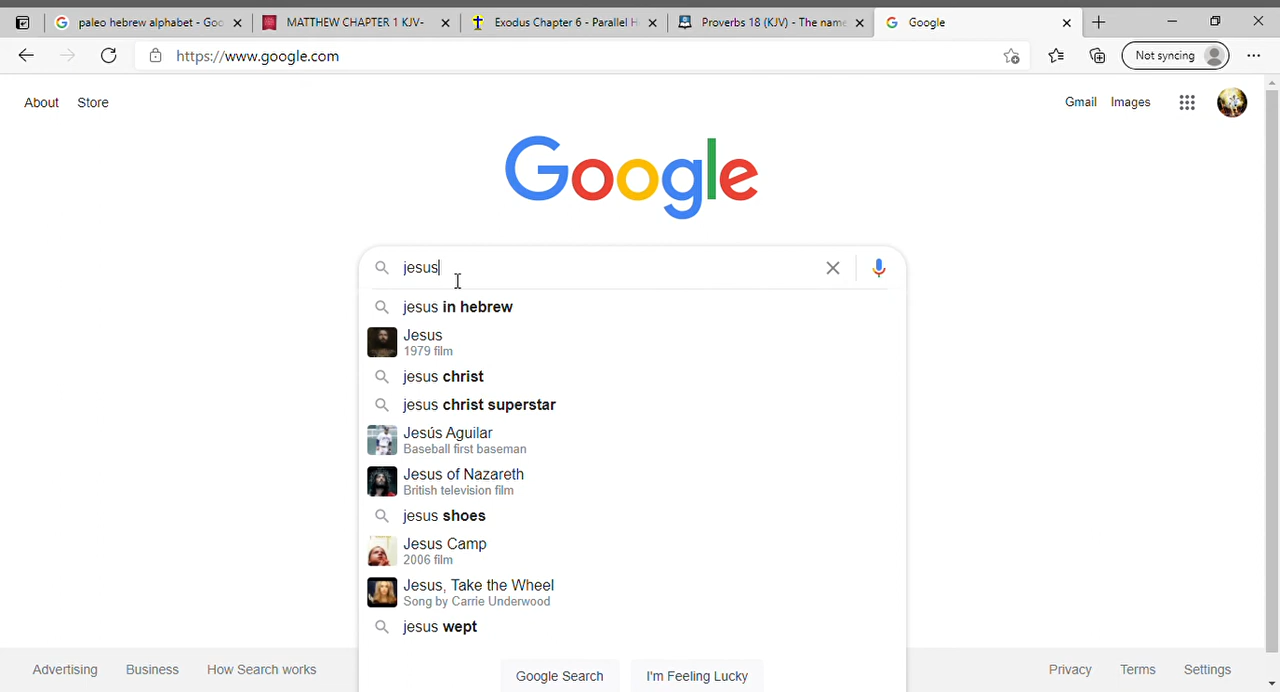 paleo hebrew alphabet - Goo
MATTHEW CHAPTER 1 KJV-
Exodus Chapter 6 - Parallel H
Proverbs 18 (KJV) - The name
Google
https://www.google.com
Not syncing
About Store
Gmail Images
Google
jesus
jesus in hebrew
Jesus
1979 film
jesus christ
jesus christ superstar
Jesús Aguilar
Baseball first baseman
Jesus of Nazareth
British television film
jesus shoes
Jesus Camp
2006 film
Jesus, Take the Wheel
Song by Carrie Underwood
jesus wept
Google Search I'm Feeling Lucky
Advertising Business How Search works
Privacy Terms Settings